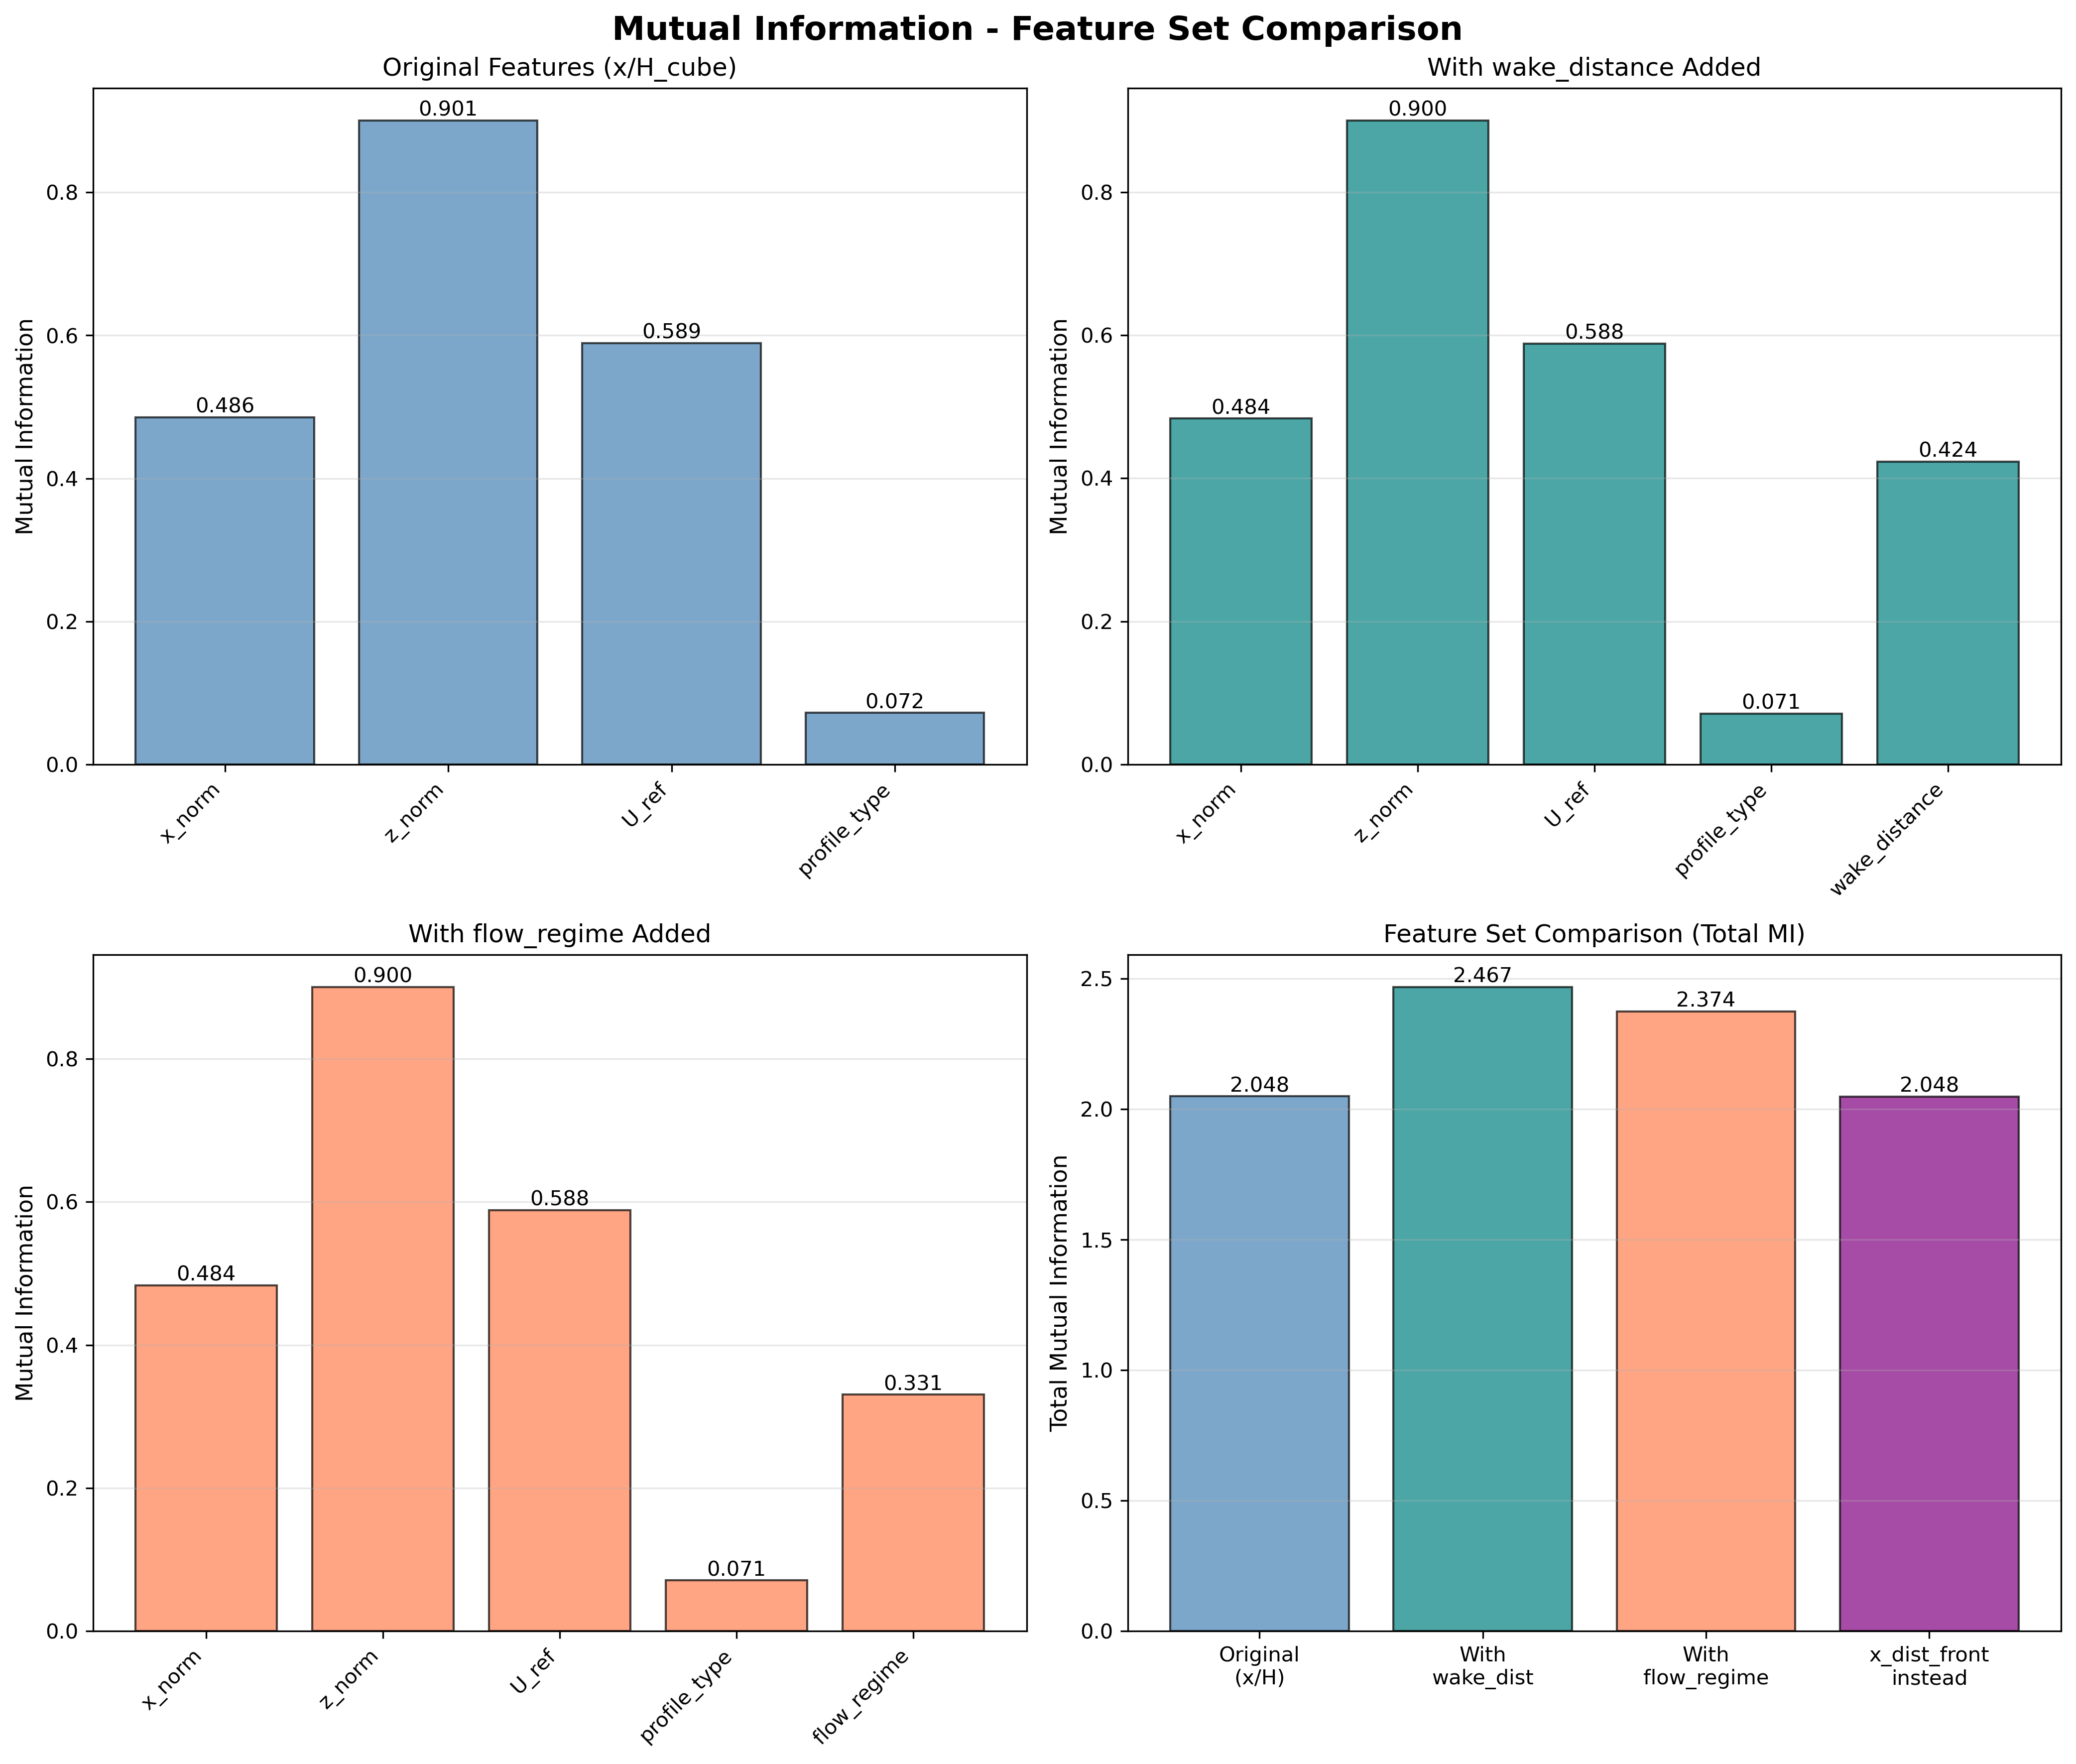 Mutual Information - Feature Set Comparison
Original Features (x/H_cube)
Mutual Information
0.8
0.6
0.4
0.2
0.0
0.486
0.901
0.589
0.072
x_norm
z_norm
U_ref
profile_type
With wake_distance Added
Mutual Information
0.8
0.6
0.4
0.2
0.0
0.484
0.900
0.588
0.071
0.424
x_norm
z_norm
U_ref
profile_type
wake_distance
With flow_regime Added
Mutual Information
0.8
0.6
0.4
0.2
0.0
0.484
0.900
0.588
0.071
0.331
x_norm
z_norm
U_ref
profile_type
flow_regime
Feature Set Comparison (Total MI)
Total Mutual Information
2.5
2.0
1.5
1.0
0.5
0.0
2.048
2.467
2.374
2.048
Original
(x/H)
With
wake_dist
With
flow_regime
x_dist_front
instead